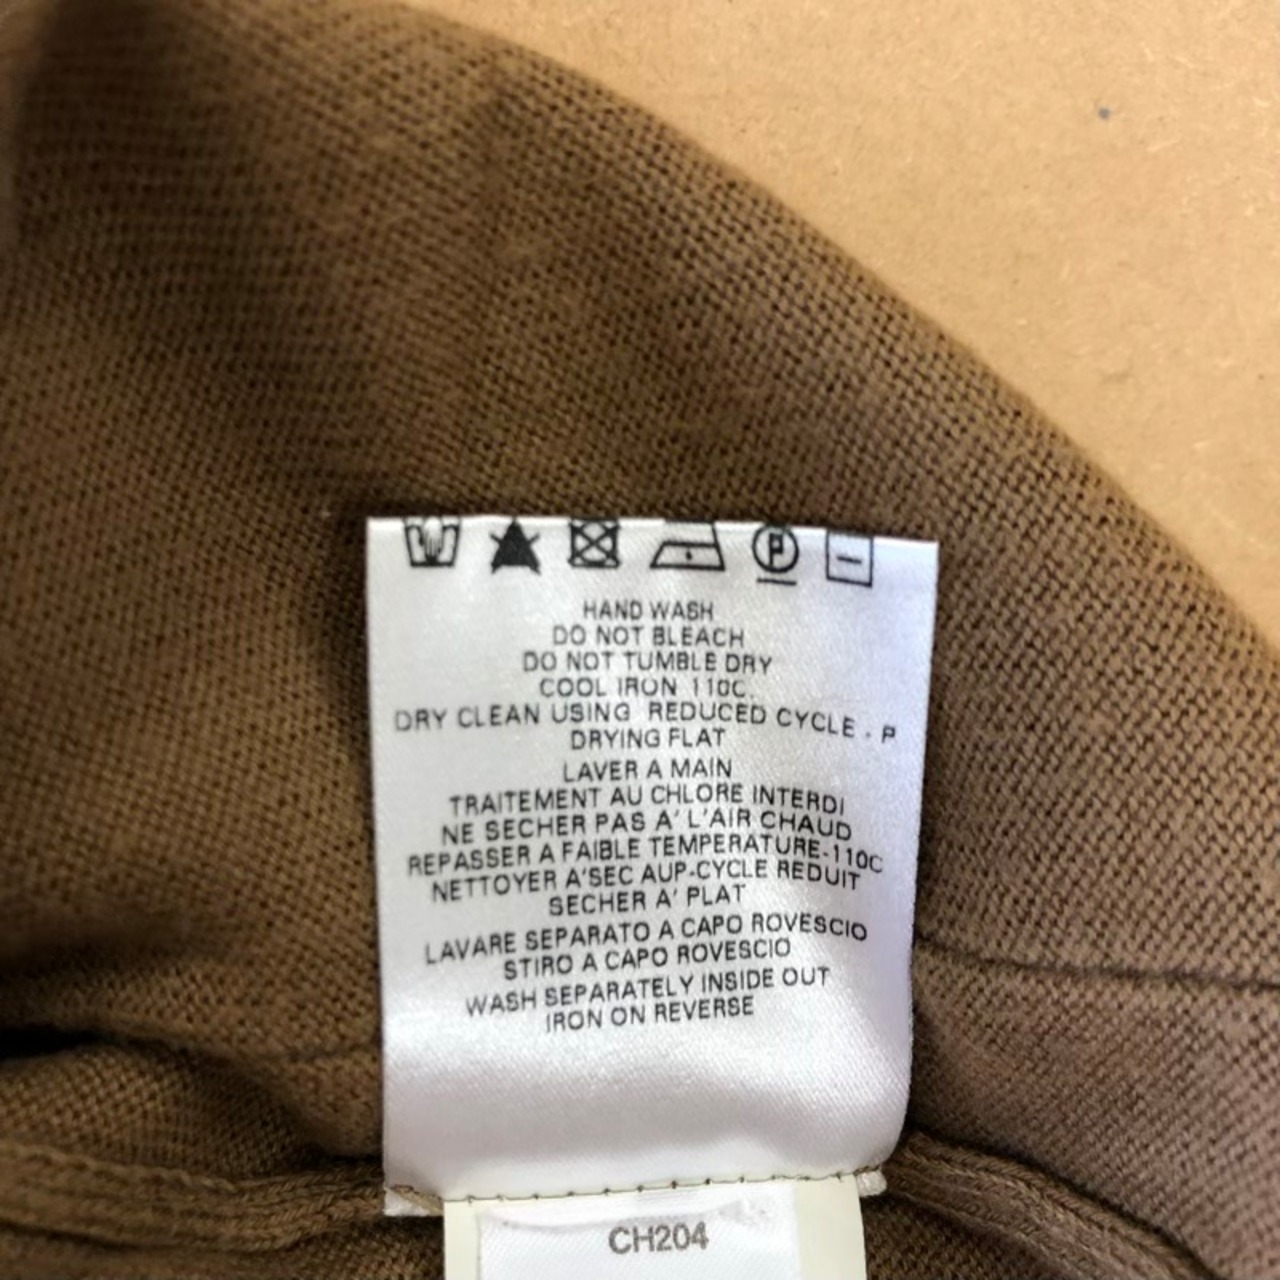 P
HAND WASH
DO NOT BLEACH
DO NOT TUMBLE DRY
COOL IRON 110C.
DRY CLEAN USING REDUCED CYCLE - P
DRYING FLAT
LAVER A MAIN
TRAITEMENT AU CHLORE INTERDI
NE SECHER PAS A' L'AIR CHAUD
REPASSER A FAIBLE TEMPERATURE-110C
NETTOYER A'SEC AUP-CYCLE REDUIT
SECHER A' PLAT
LAVARE SEPARATO A CAPO ROVESCIO
STIRO A CAPO ROVESCIO
WASH SEPARATELY INSIDE OUT
IRON ON REVERSE
CH204